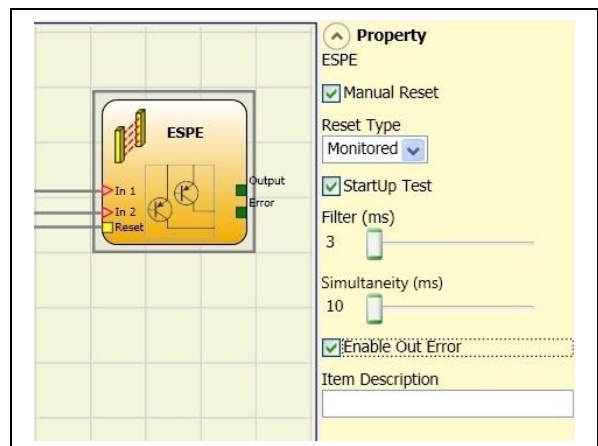 ESPE
In 1
In 2
Reset
Output
Error
Property
ESPE
Manual Reset
Reset Type
Monitored
StartUp Test
Filter (ms)
3
Simultaneity (ms)
10
Enable Out Error
Item Description